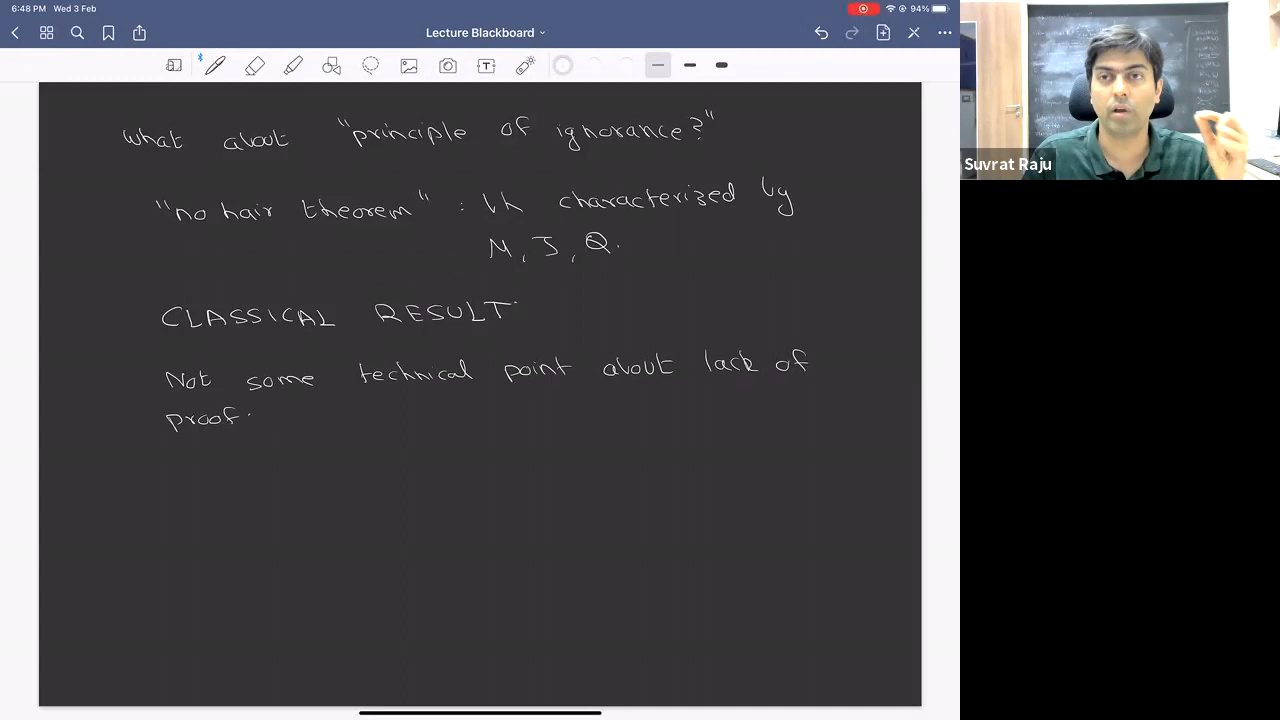 6:48 PM Wed 3 Feb
94%
Lecture Blackboard
what about "principle of ignorance?"
"no hair theorem" : bh characterized by
M, J, Q.
CLASSICAL RESULT
Not some technical point about lack of
proof.
Suvrat Raju